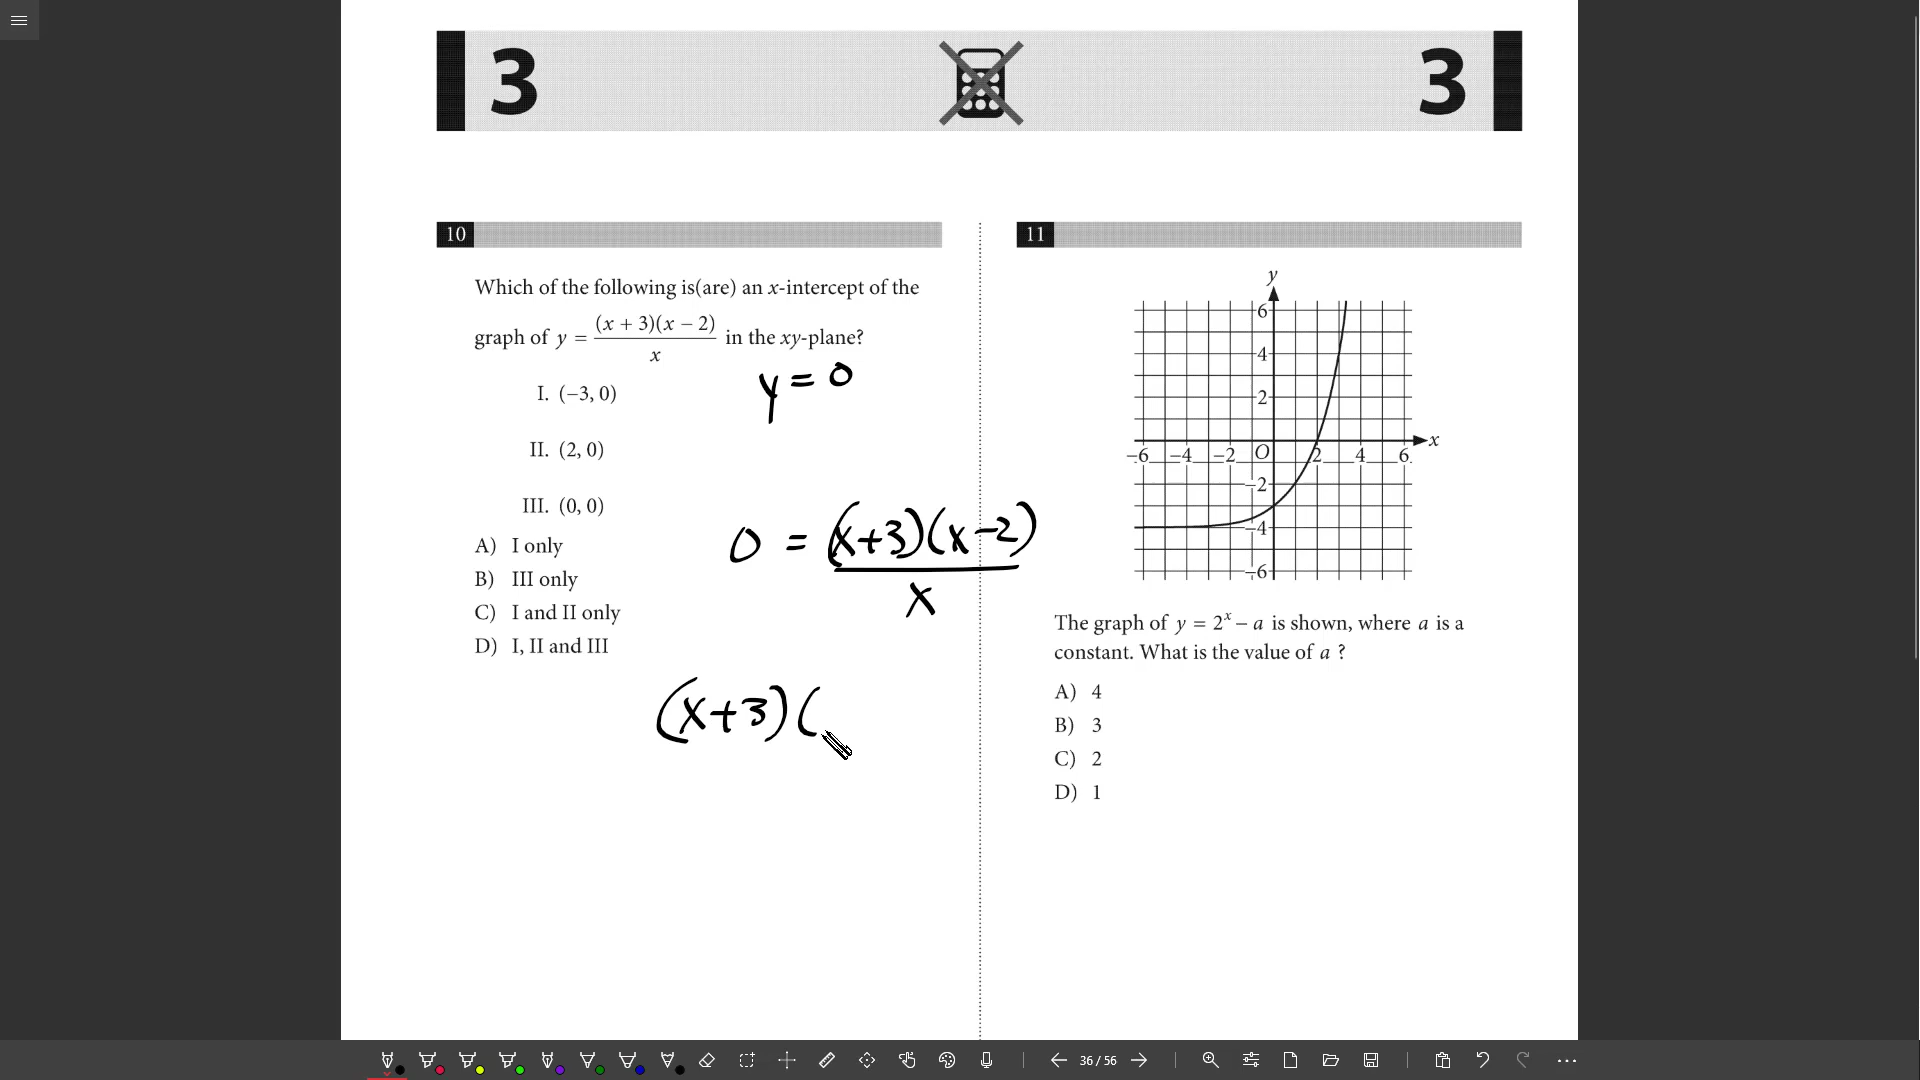 3 3
10
Which of the following is(are) an x-intercept of the
graph of y = (x + 3)(x − 2) / x in the xy-plane?
I. (−3, 0)
II. (2, 0)
III. (0, 0)
A) I only
B) III only
C) I and II only
D) I, II and III
y = 0
0 = (x+3)(x−2) / x
(x+3)(
11
y
6
4
2
−6 −4 −2 O 2 4 6 x
−2
−4
−6
The graph of y = 2^x − a is shown, where a is a
constant. What is the value of a ?
A) 4
B) 3
C) 2
D) 1
36 / 56